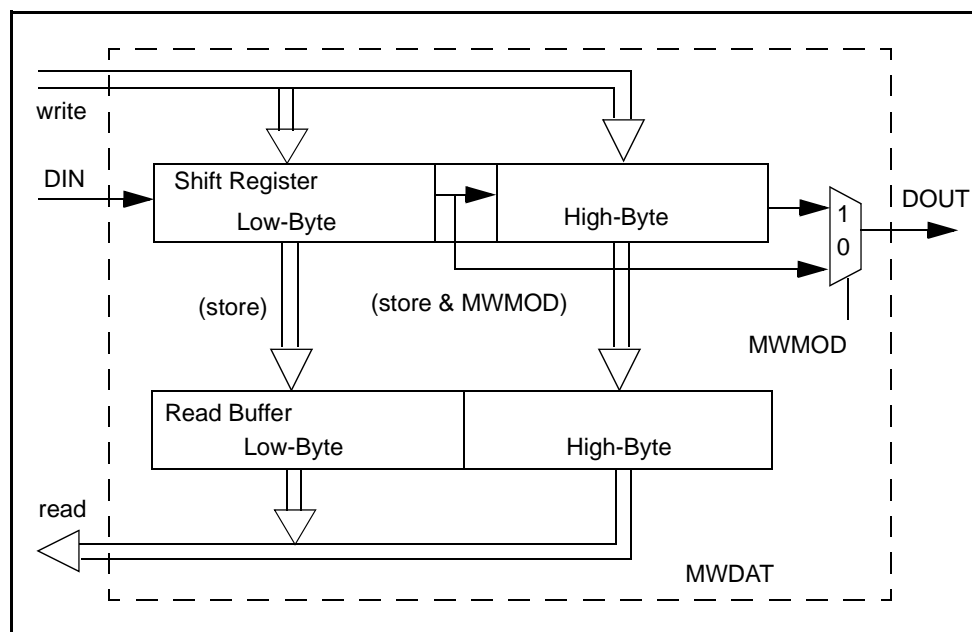 write
DIN
Shift Register
Low-Byte
High-Byte
1
0
DOUT
(store)
(store & MWMOD)
MWMOD
Read Buffer
Low-Byte
High-Byte
read
MWDAT